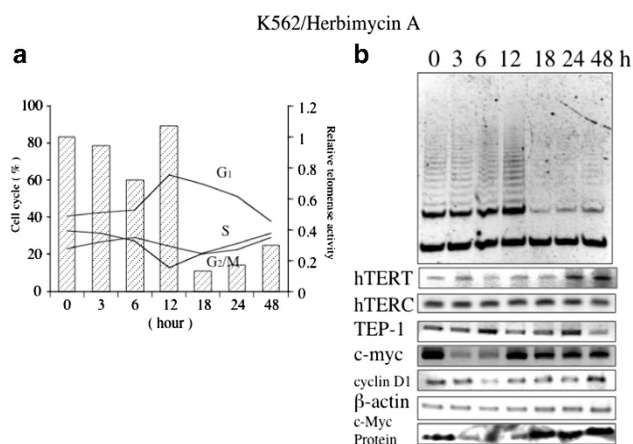 K562/Herbimycin A
a
100
80
60
40
20
0
Cell cycle ( % )
1.2
1
0.8
0.6
0.4
0.2
0
Relative telomerase activity
G1
S
G2/M
0 3 6 12 18 24 48
( hour )
b
0 3 6 12 18 24 48 h
hTERT
hTERC
TEP-1
c-myc
cyclin D1
β-actin
c-Myc
Protein